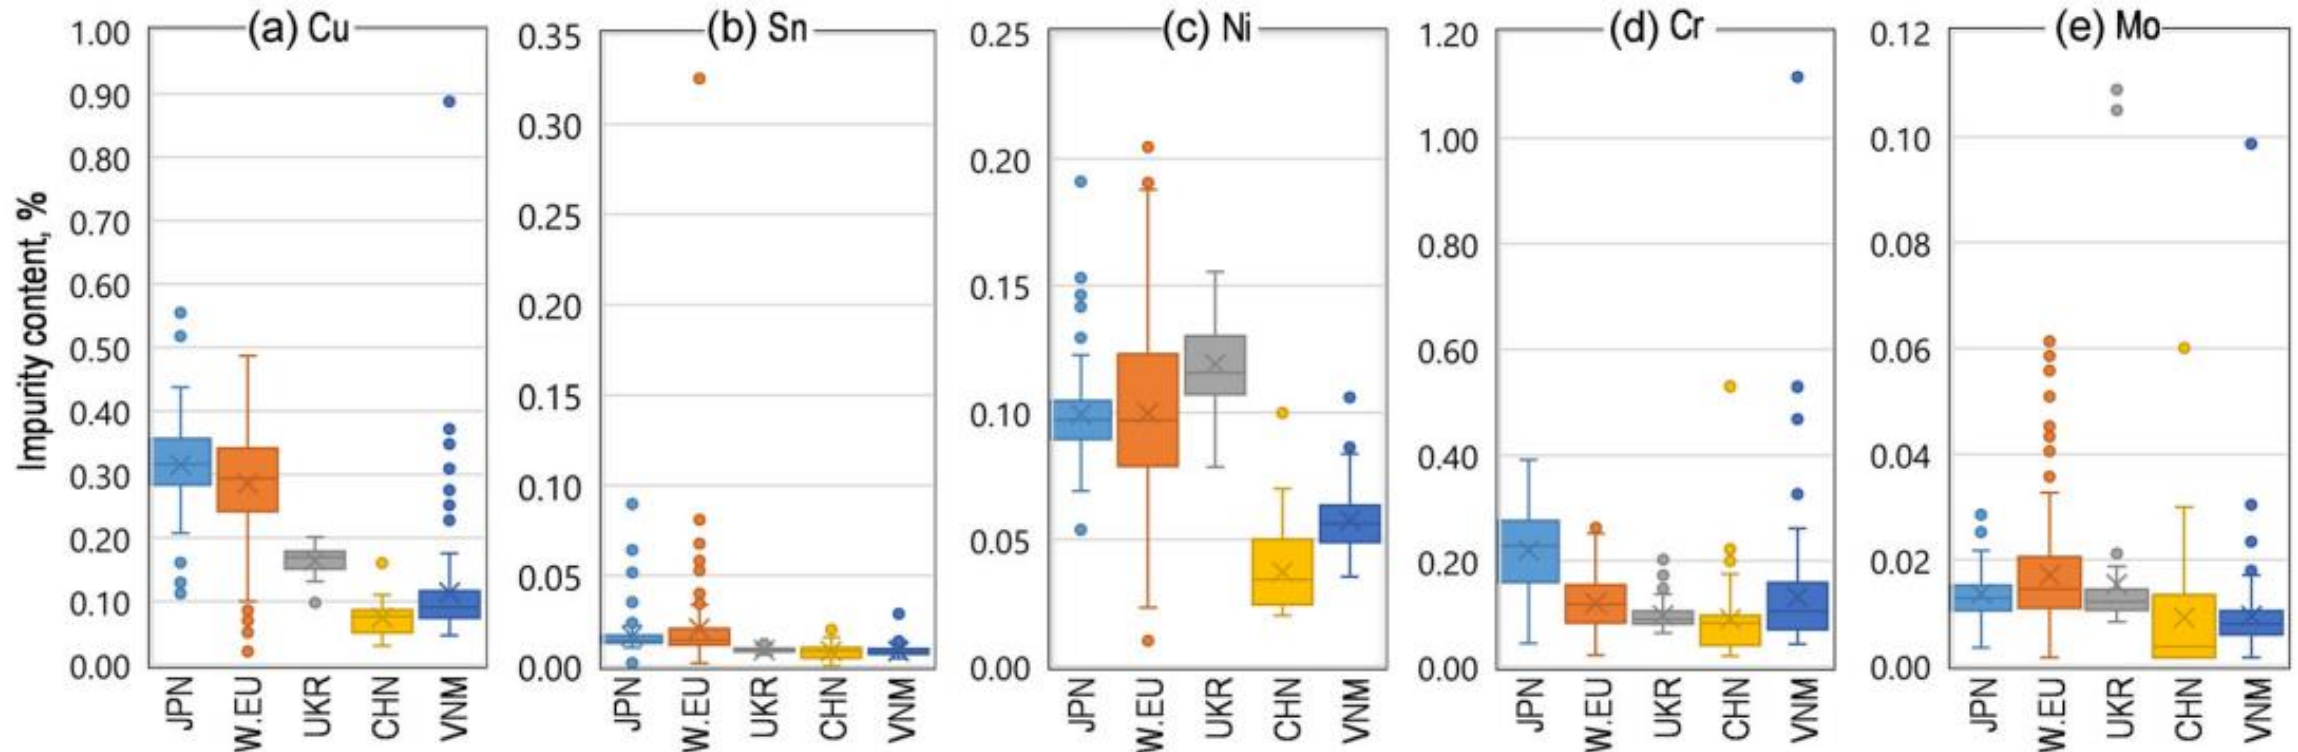 Impurity content, %
(a) Cu
1.00
0.90
0.80
0.70
0.60
0.50
0.40
0.30
0.20
0.10
0.00
JPN
W.EU
UKR
CHN
VNM
(b) Sn
0.35
0.30
0.25
0.20
0.15
0.10
0.05
0.00
JPN
W.EU
UKR
CHN
VNM
(c) Ni
0.25
0.20
0.15
0.10
0.05
0.00
JPN
W.EU
UKR
CHN
VNM
(d) Cr
1.20
1.00
0.80
0.60
0.40
0.20
0.00
JPN
W.EU
UKR
CHN
VNM
(e) Mo
0.12
0.10
0.08
0.06
0.04
0.02
0.00
JPN
W.EU
UKR
CHN
VNM